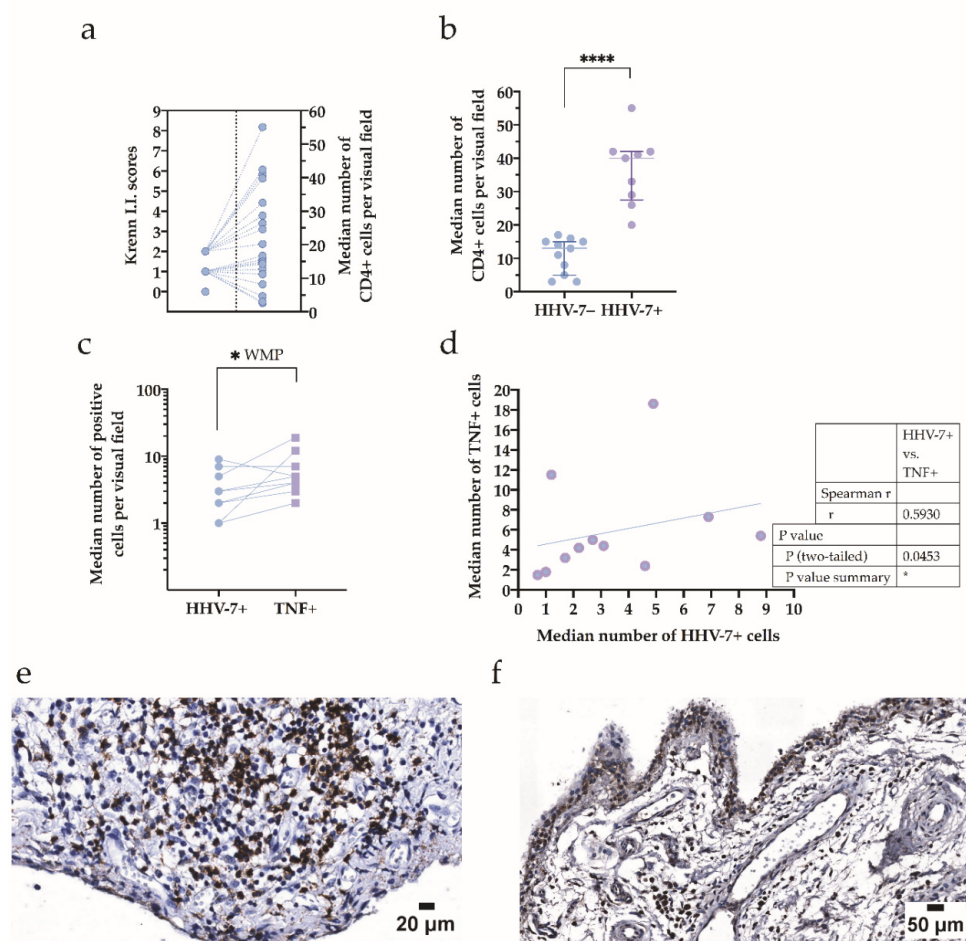 a
Krenn I.I. scores
9
8
7
6
5
4
3
2
1
0
60
50
40
30
20
10
0
Median number of
CD4+ cells per visual field
b
****
Median number of
CD4+ cells per visual field
60
50
40
30
20
10
0
HHV-7– HHV-7+
c
* WMP
Median number of positive
cells per visual field
100
10
1
HHV-7+ TNF+
d
Median number of TNF+ cells
20
18
16
14
12
10
8
6
4
2
0
0 1 2 3 4 5 6 7 8 9 10
Median number of HHV-7+ cells
HHV-7+
vs.
TNF+
Spearman r
r 0.5930
P value
P (two-tailed) 0.0453
P value summary *
e
20 µm
f
50 µm